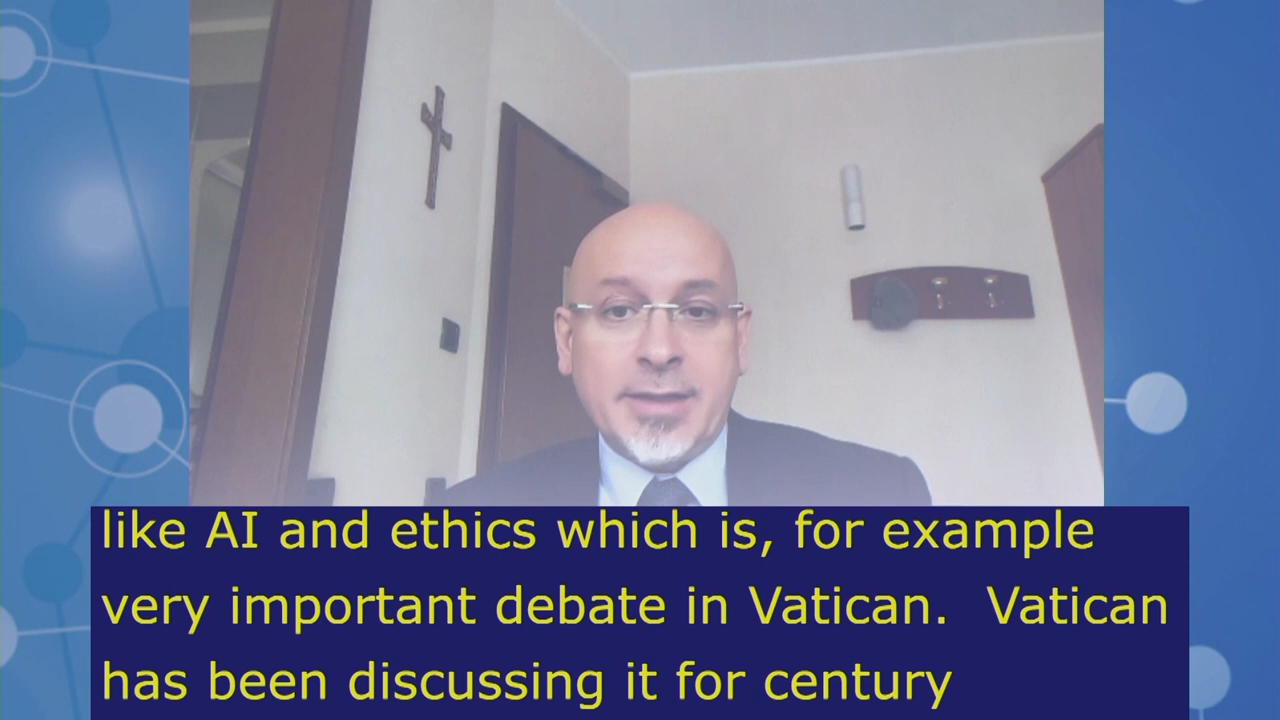 like AI and ethics which is, for example
very important debate in Vatican.  Vatican
has been discussing it for century